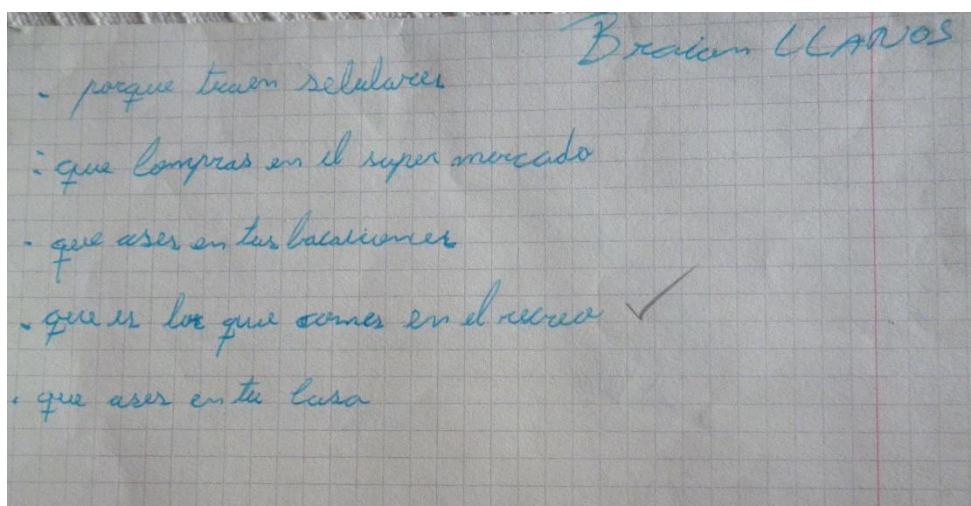 Braian LLANOS
- porque traen selulares
: que compras en el super mercado
- que ases en tus bacaciones
- que es lo que comes en el recreo ✓
. que ases en tu casa